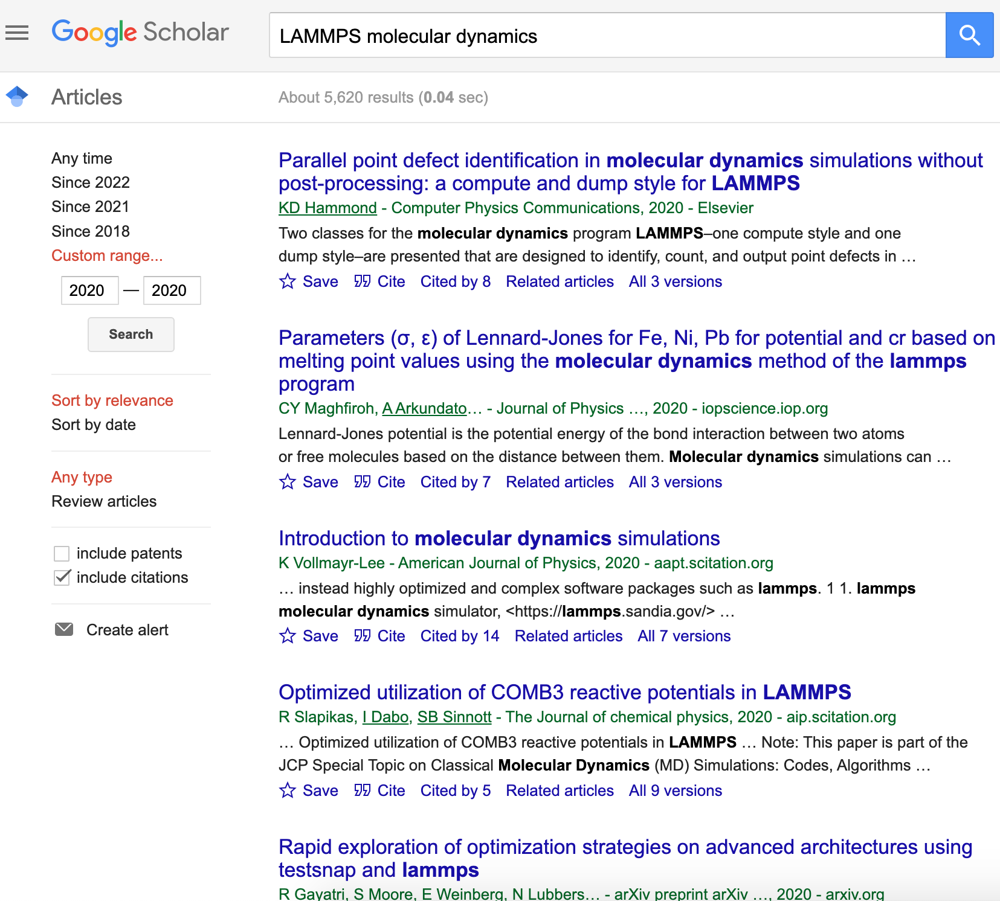 Google Scholar
LAMMPS molecular dynamics
Articles
About 5,620 results (0.04 sec)
Any time
Since 2022
Since 2021
Since 2018
Custom range...
2020 — 2020
Search
Sort by relevance
Sort by date
Any type
Review articles
include patents
include citations
Create alert
Parallel point defect identification in molecular dynamics simulations without
post-processing: a compute and dump style for LAMMPS
KD Hammond - Computer Physics Communications, 2020 - Elsevier
Two classes for the molecular dynamics program LAMMPS–one compute style and one
dump style–are presented that are designed to identify, count, and output point defects in …
Save Cite Cited by 8 Related articles All 3 versions
Parameters (σ, ε) of Lennard-Jones for Fe, Ni, Pb for potential and cr based on
melting point values using the molecular dynamics method of the lammps
program
CY Maghfiroh, A Arkundato… - Journal of Physics …, 2020 - iopscience.iop.org
Lennard-Jones potential is the potential energy of the bond interaction between two atoms
or free molecules based on the distance between them. Molecular dynamics simulations can …
Save Cite Cited by 7 Related articles All 3 versions
Introduction to molecular dynamics simulations
K Vollmayr-Lee - American Journal of Physics, 2020 - aapt.scitation.org
… instead highly optimized and complex software packages such as lammps. 1 1. lammps
molecular dynamics simulator, <https://lammps.sandia.gov/> …
Save Cite Cited by 14 Related articles All 7 versions
Optimized utilization of COMB3 reactive potentials in LAMMPS
R Slapikas, I Dabo, SB Sinnott - The Journal of chemical physics, 2020 - aip.scitation.org
… Optimized utilization of COMB3 reactive potentials in LAMMPS … Note: This paper is part of the
JCP Special Topic on Classical Molecular Dynamics (MD) Simulations: Codes, Algorithms …
Save Cite Cited by 5 Related articles All 9 versions
Rapid exploration of optimization strategies on advanced architectures using
testsnap and lammps
R Gayatri, S Moore, E Weinberg, N Lubbers… - arXiv preprint arXiv …, 2020 - arxiv.org